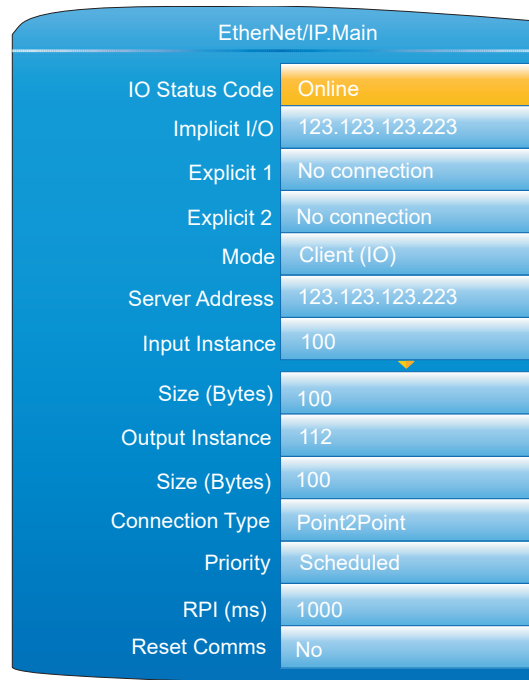 EtherNet/IP.Main
IO Status Code Online
Implicit I/O 123.123.123.223
Explicit 1 No connection
Explicit 2 No connection
Mode Client (IO)
Server Address 123.123.123.223
Input Instance 100
Size (Bytes) 100
Output Instance 112
Size (Bytes) 100
Connection Type Point2Point
Priority Scheduled
RPI (ms) 1000
Reset Comms No